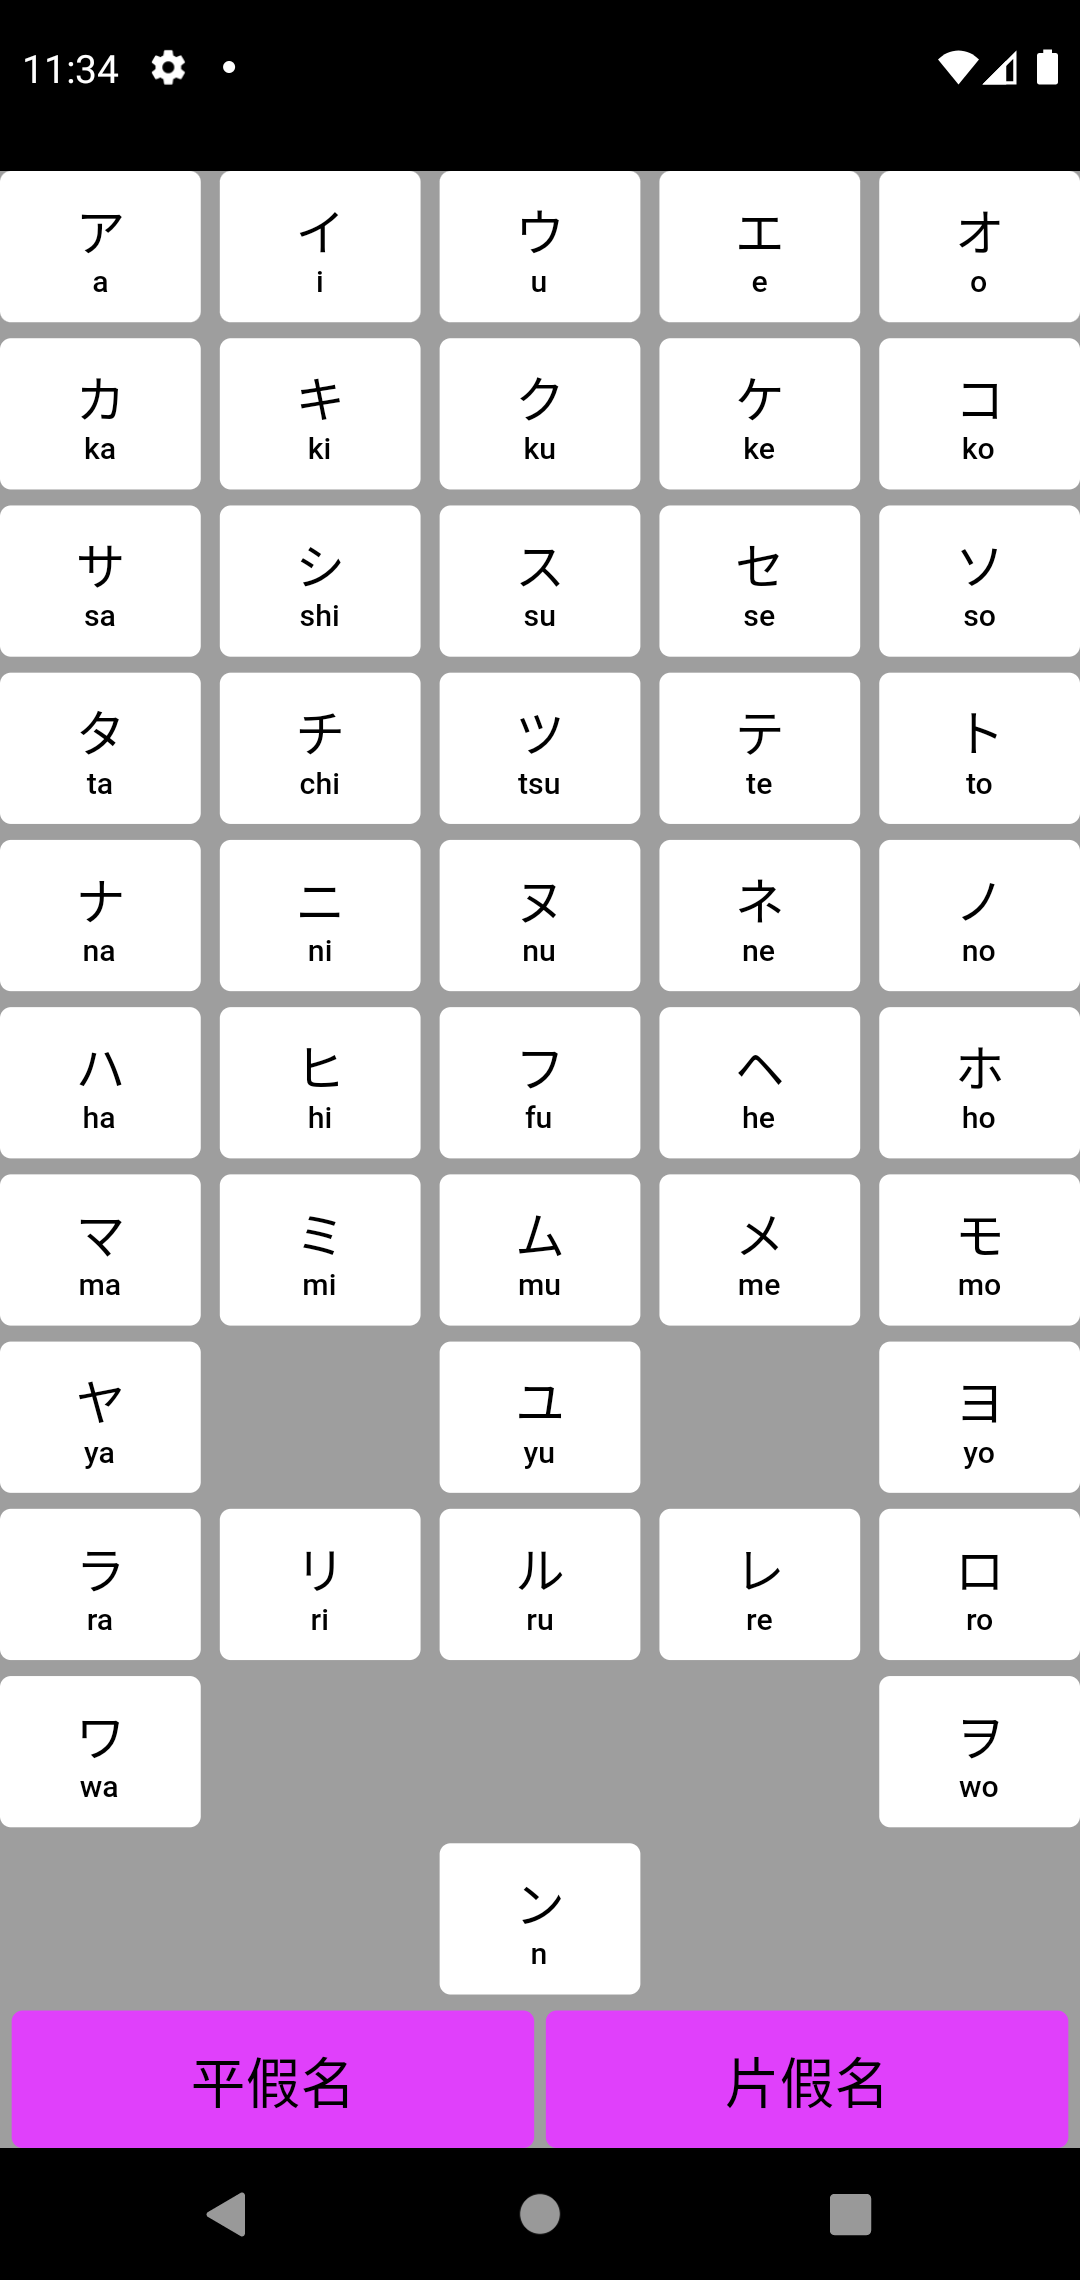 11:34
ア イ ウ エ オ
a i u e o
カ キ ク ケ コ
ka ki ku ke ko
サ シ ス セ ソ
sa shi su se so
タ チ ツ テ ト
ta chi tsu te to
ナ ニ ヌ ネ ノ
na ni nu ne no
ハ ヒ フ ヘ ホ
ha hi fu he ho
マ ミ ム メ モ
ma mi mu me mo
ヤ ユ ヨ
ya yu yo
ラ リ ル レ ロ
ra ri ru re ro
ワ ヲ
wa wo
ン
n
平假名 片假名